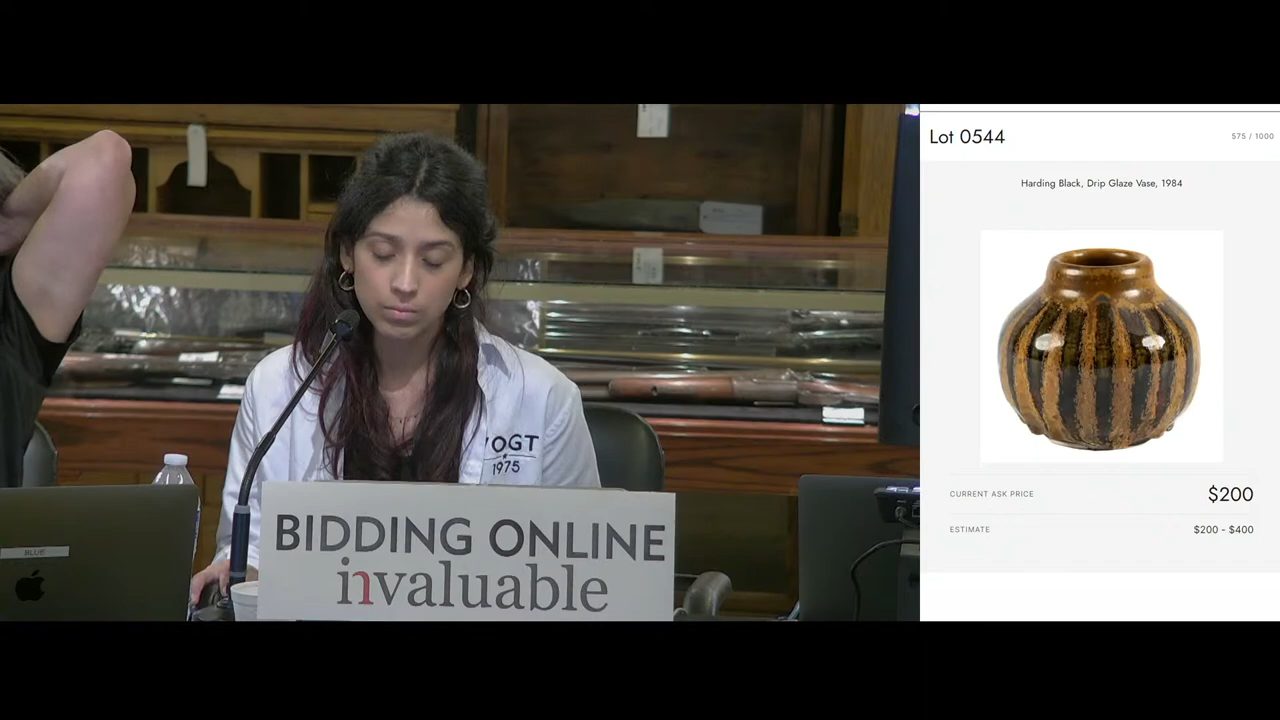 Lot 0544
575 / 1000
Harding Black, Drip Glaze Vase, 1984
CURRENT ASK PRICE
$200
ESTIMATE
$200 - $400
VOGT
1975
BIDDING ONLINE
invaluable
BLUE